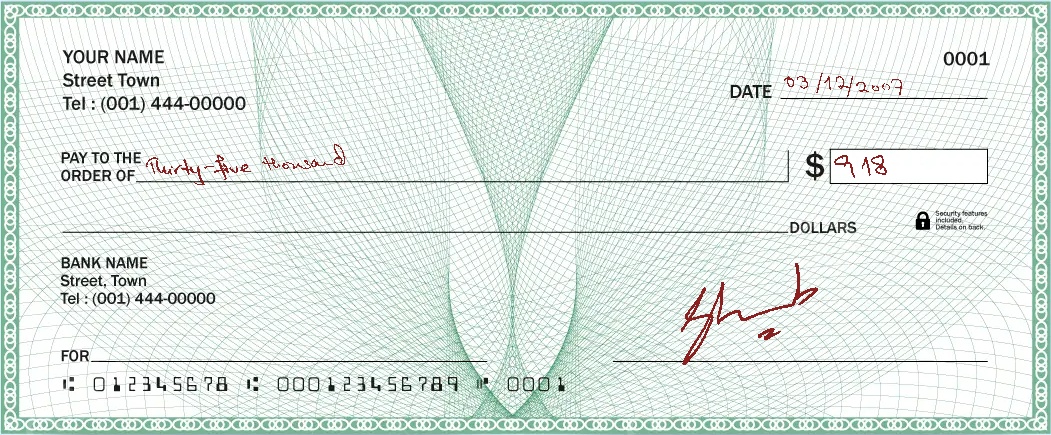 YOUR NAME
0001
Street Town
Tel : (001) 444-00000
DATE 03/12/2007
PAY TO THE
ORDER OF Thirty-five thousand
$ 918
DOLLARS
Security features
included.
Details on back.
BANK NAME
Street, Town
Tel : (001) 444-00000
FOR
⑆ 012345678 ⑆ 000123456789 ⑈ 0001